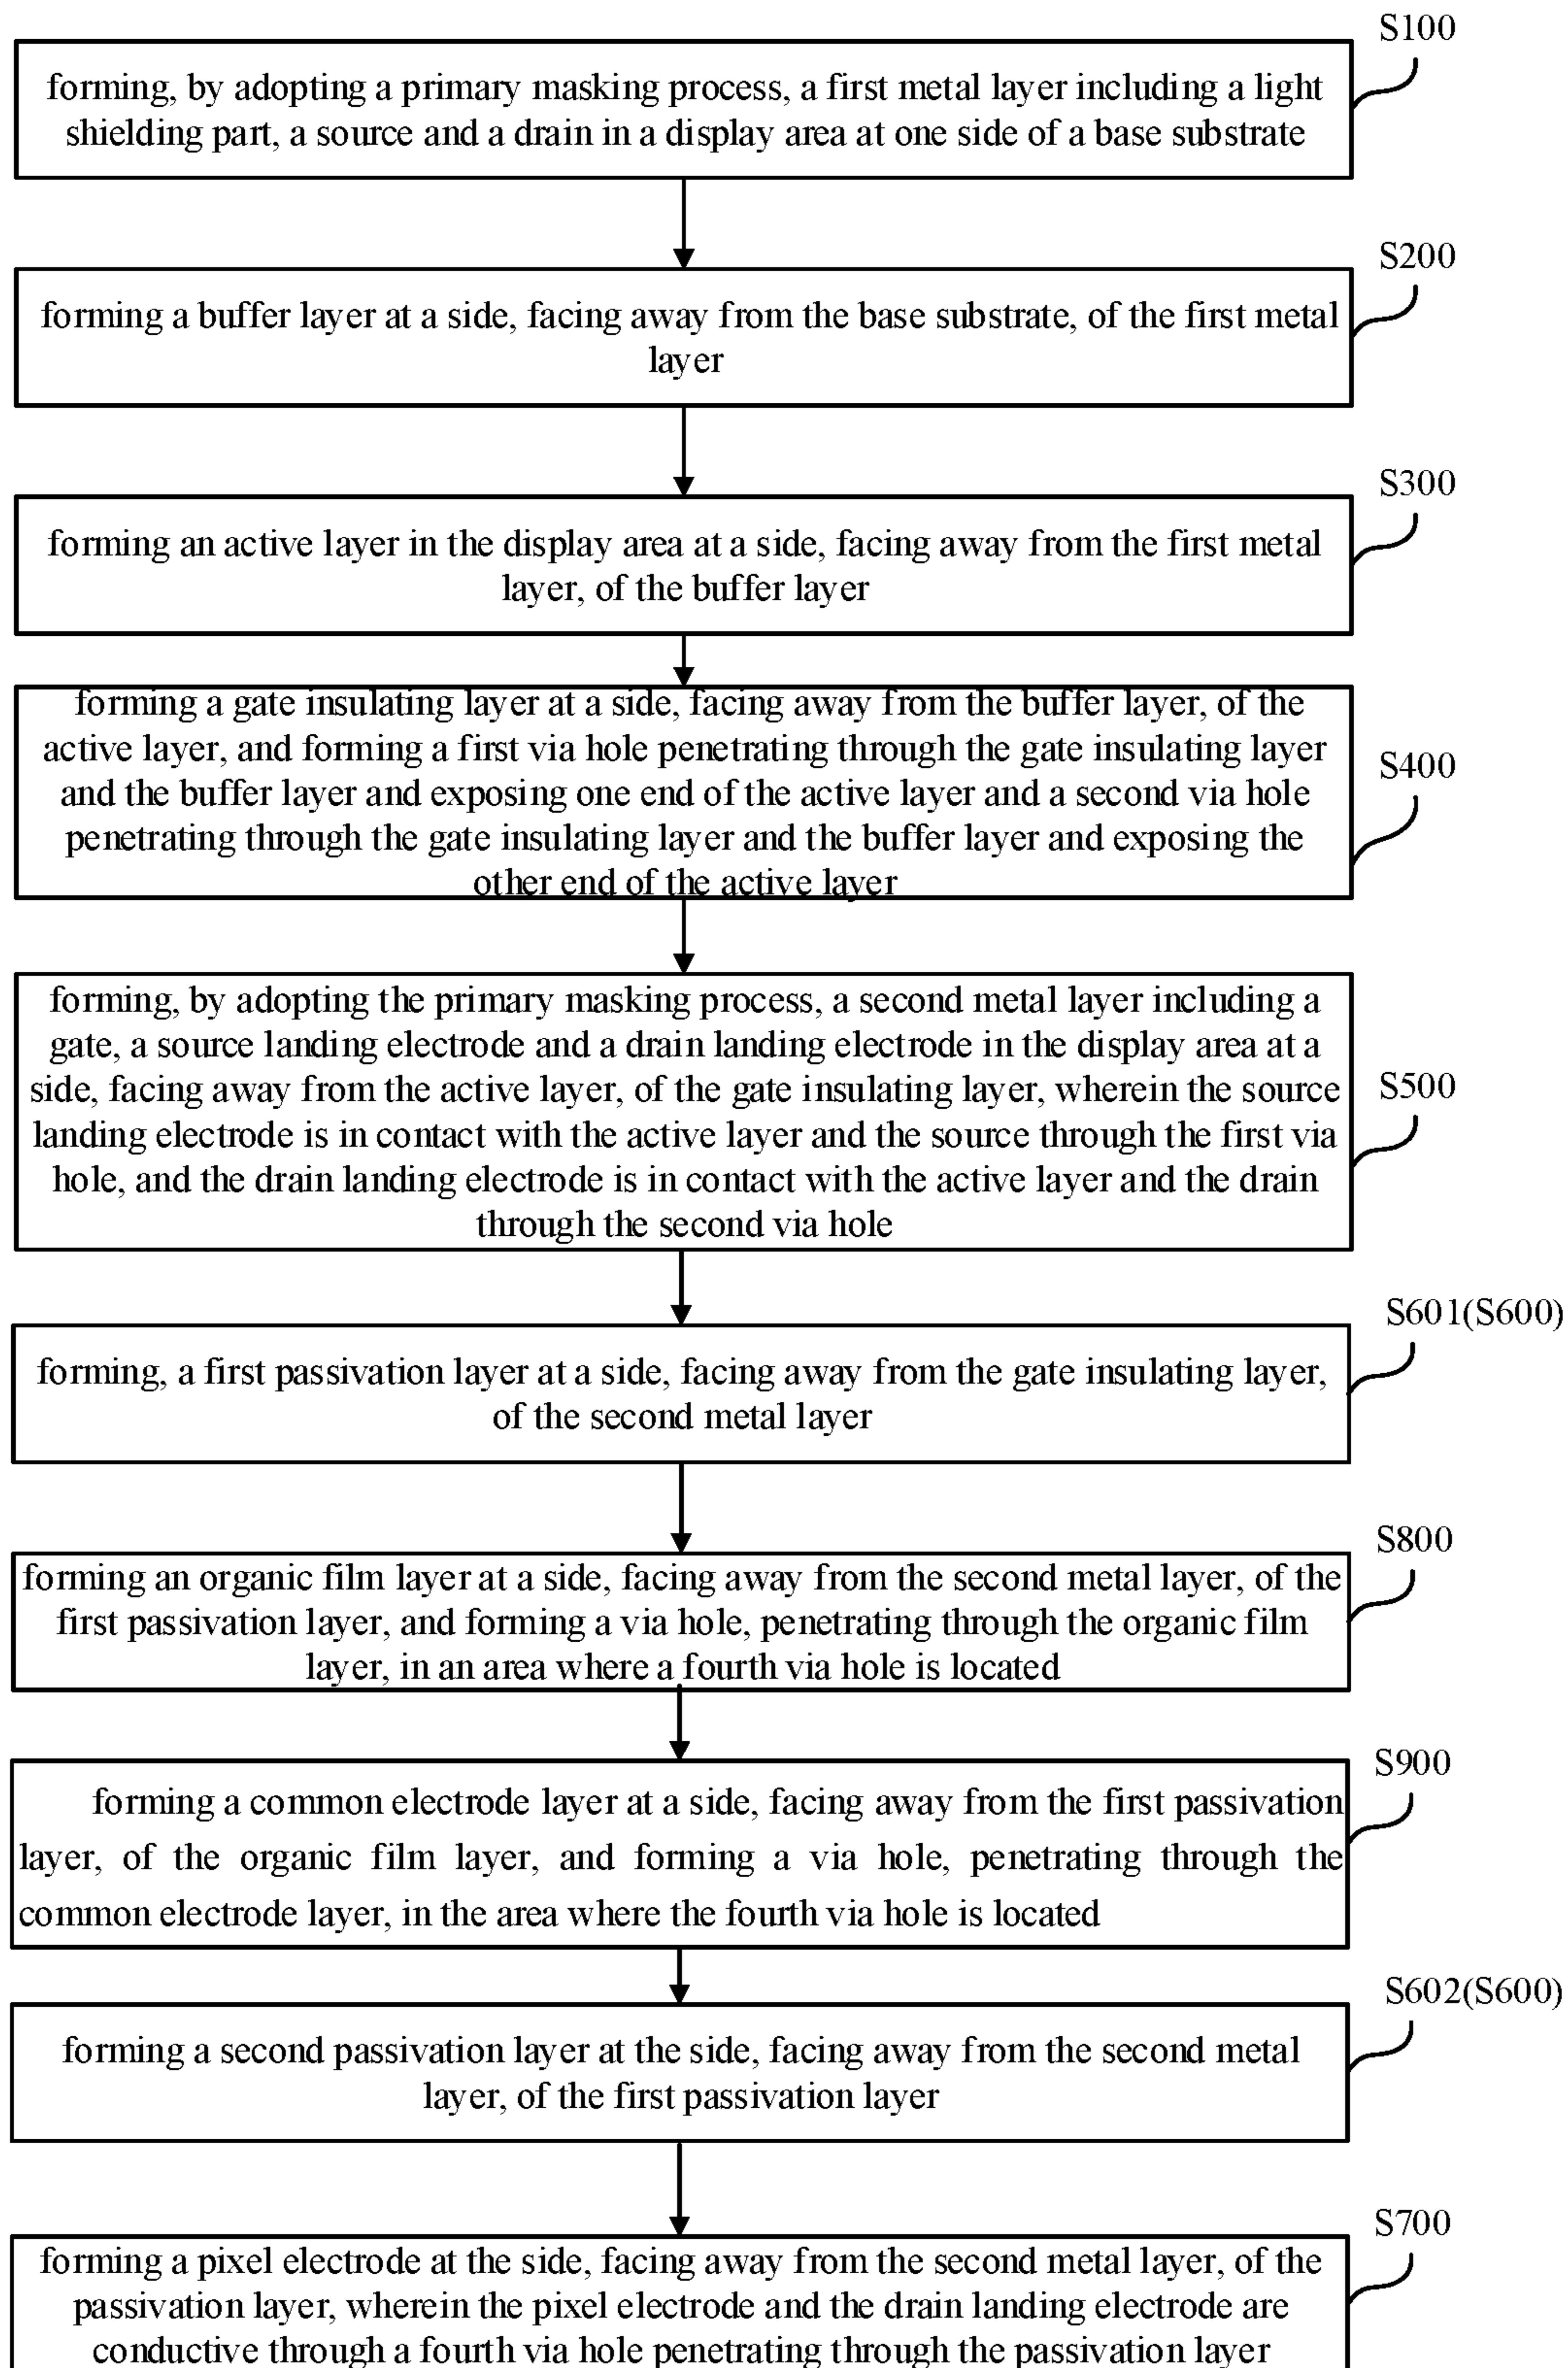 S100
forming, by adopting a primary masking process, a first metal layer including a light
shielding part, a source and a drain in a display area at one side of a base substrate
S200
forming a buffer layer at a side, facing away from the base substrate, of the first metal
layer
S300
forming an active layer in the display area at a side, facing away from the first metal
layer, of the buffer layer
S400
forming a gate insulating layer at a side, facing away from the buffer layer, of the
active layer, and forming a first via hole penetrating through the gate insulating layer
and the buffer layer and exposing one end of the active layer and a second via hole
penetrating through the gate insulating layer and the buffer layer and exposing the
other end of the active layer
S500
forming, by adopting the primary masking process, a second metal layer including a
gate, a source landing electrode and a drain landing electrode in the display area at a
side, facing away from the active layer, of the gate insulating layer, wherein the source
landing electrode is in contact with the active layer and the source through the first via
hole, and the drain landing electrode is in contact with the active layer and the drain
through the second via hole
S601(S600)
forming, a first passivation layer at a side, facing away from the gate insulating layer,
of the second metal layer
S800
forming an organic film layer at a side, facing away from the second metal layer, of the
first passivation layer, and forming a via hole, penetrating through the organic film
layer, in an area where a fourth via hole is located
S900
forming a common electrode layer at a side, facing away from the first passivation
layer, of the organic film layer, and forming a via hole, penetrating through the
common electrode layer, in the area where the fourth via hole is located
S602(S600)
forming a second passivation layer at the side, facing away from the second metal
layer, of the first passivation layer
S700
forming a pixel electrode at the side, facing away from the second metal layer, of the
passivation layer, wherein the pixel electrode and the drain landing electrode are
conductive through a fourth via hole penetrating through the passivation layer